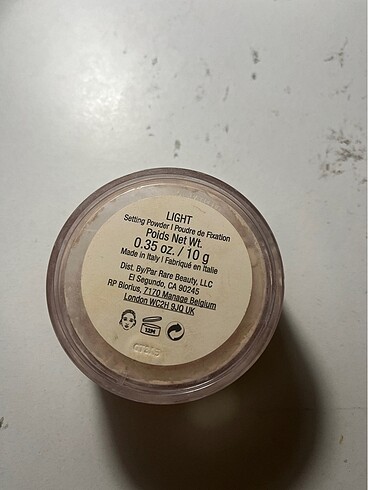 LIGHT
Setting Powder | Poudre de Fixation
Poids Net Wt.
0.35 oz. / 10 g
Made in Italy | Fabriqué en Italie
Dist. By/Par Rare Beauty, LLC
El Segundo, CA 90245
RP Biorius, 7170 Manage Belgium
London WC2H 9JQ UK
12M